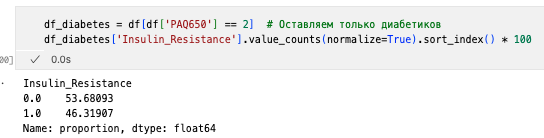 df_diabetes = df[df['PAQ650'] == 2]  # Оставляем только диабетиков
df_diabetes['Insulin_Resistance'].value_counts(normalize=True).sort_index() * 100
00]
0.0s
Insulin_Resistance
0.0    53.68093
1.0    46.31907
Name: proportion, dtype: float64